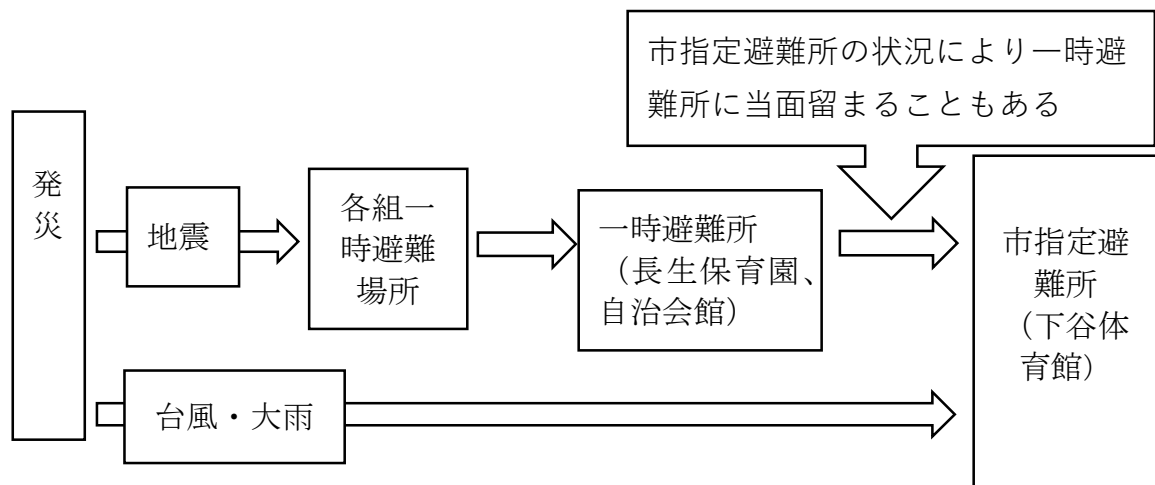 市指定避難所の状況により一時避
難所に当面留まることもある
発
災
地震
各組一
時避難
場所
一時避難所
（長生保育園、
自治会館）
市指定避
難所
（下谷体
育館）
台風・大雨